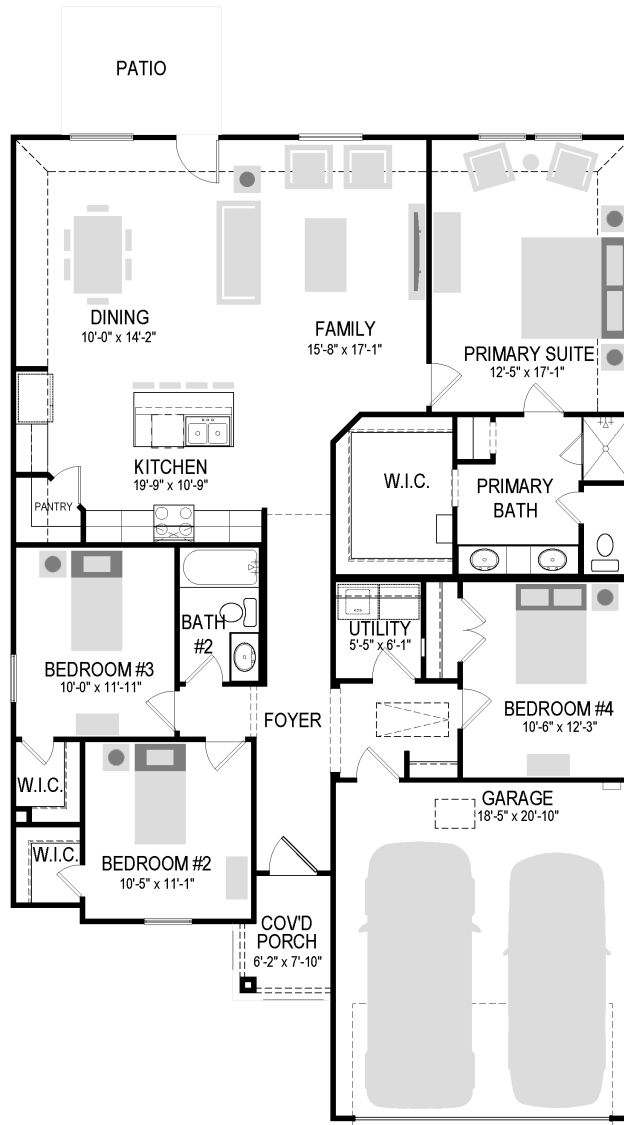 PATIO
DINING
10'-0" x 14'-2"
FAMILY
15'-8" x 17'-1"
PRIMARY SUITE
12'-5" x 17'-1"
KITCHEN
19'-9" x 10'-9"
W.I.C.
PRIMARY
BATH
PANTRY
BATH
#2
UTILITY
5'-5" x 6'-1"
BEDROOM #3
10'-0" x 11'-11"
FOYER
BEDROOM #4
10'-6" x 12'-3"
W.I.C.
GARAGE
18'-5" x 20'-10"
W.I.C.
BEDROOM #2
10'-5" x 11'-1"
COV'D
PORCH
6'-2" x 7'-10"